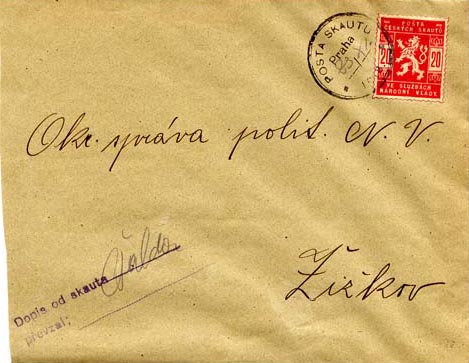 POŠTA SKAUTŮ
Praha
POŠTA
ČESKÝCH SKAUTŮ
20 20
VE SLUŽBÁCH
NÁRODNÍ VLÁDY
Okr. správa polit. N. V.
Žižkov
Dopis od skauta
převzal: